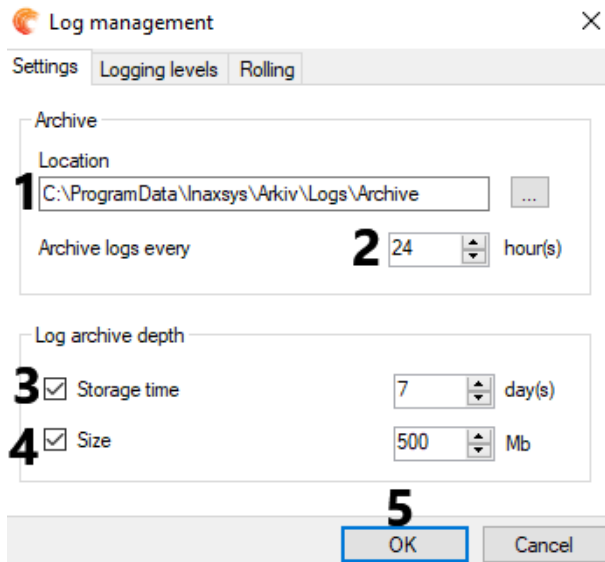 Log management
Settings Logging levels Rolling
Archive
Location
1 C:\ProgramData\Inaxsys\Arkiv\Logs\Archive ...
Archive logs every 2 24 hour(s)
Log archive depth
3 Storage time 7 day(s)
4 Size 500 Mb
5
OK Cancel